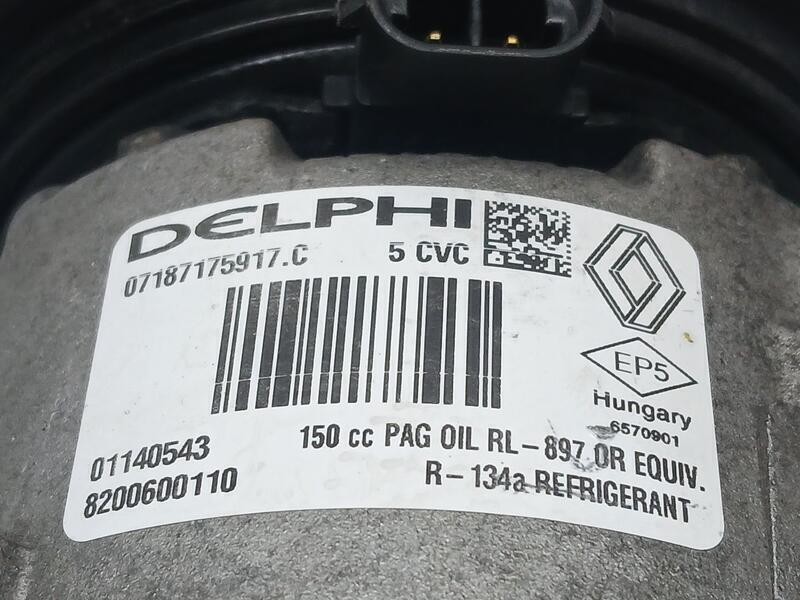 DELPHI
07187175917.C 5 CVC
EP5
Hungary
6570901
01140543
8200600110
150 cc PAG OIL RL-897 OR EQUIV.
R-134a REFRIGERANT